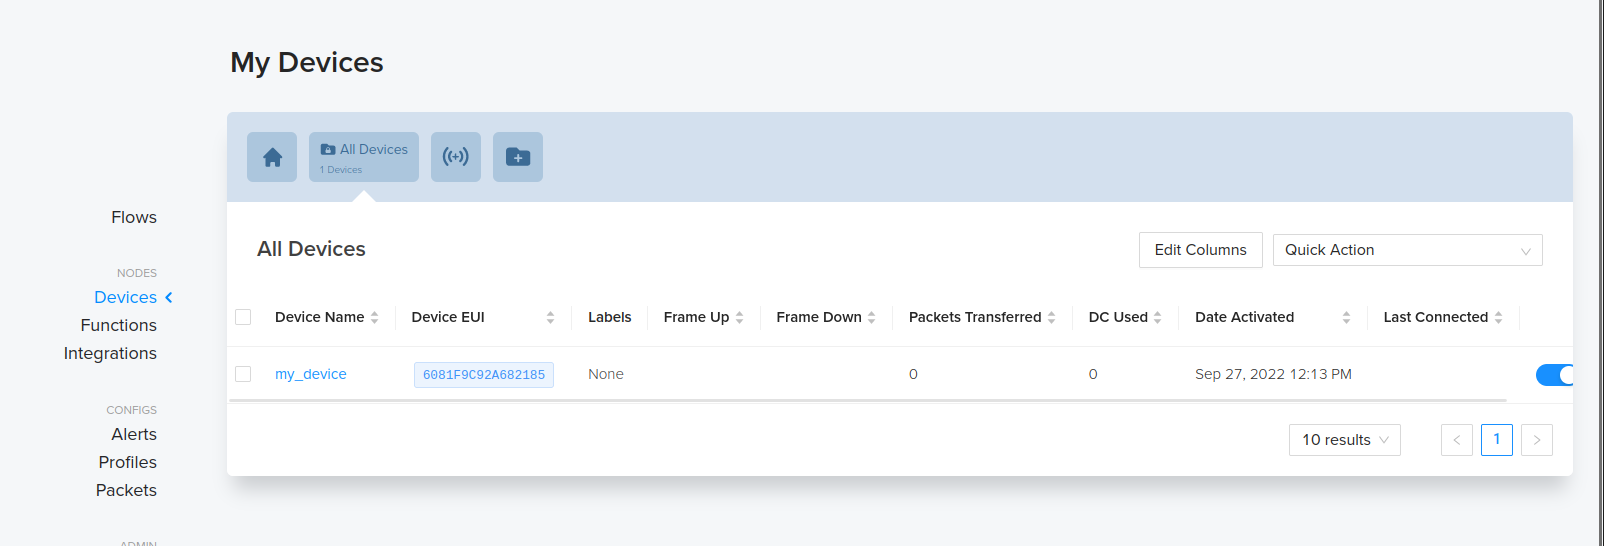 My Devices
All Devices
1 Devices
Flows
NODES
Devices
Functions
Integrations
CONFIGS
Alerts
Profiles
Packets
ADMIN
All Devices
Edit Columns
Quick Action
Device Name Device EUI Labels Frame Up Frame Down Packets Transferred DC Used Date Activated Last Connected
my_device 6081F9C92A682185 None 0 0 Sep 27, 2022 12:13 PM
10 results
< 1 >